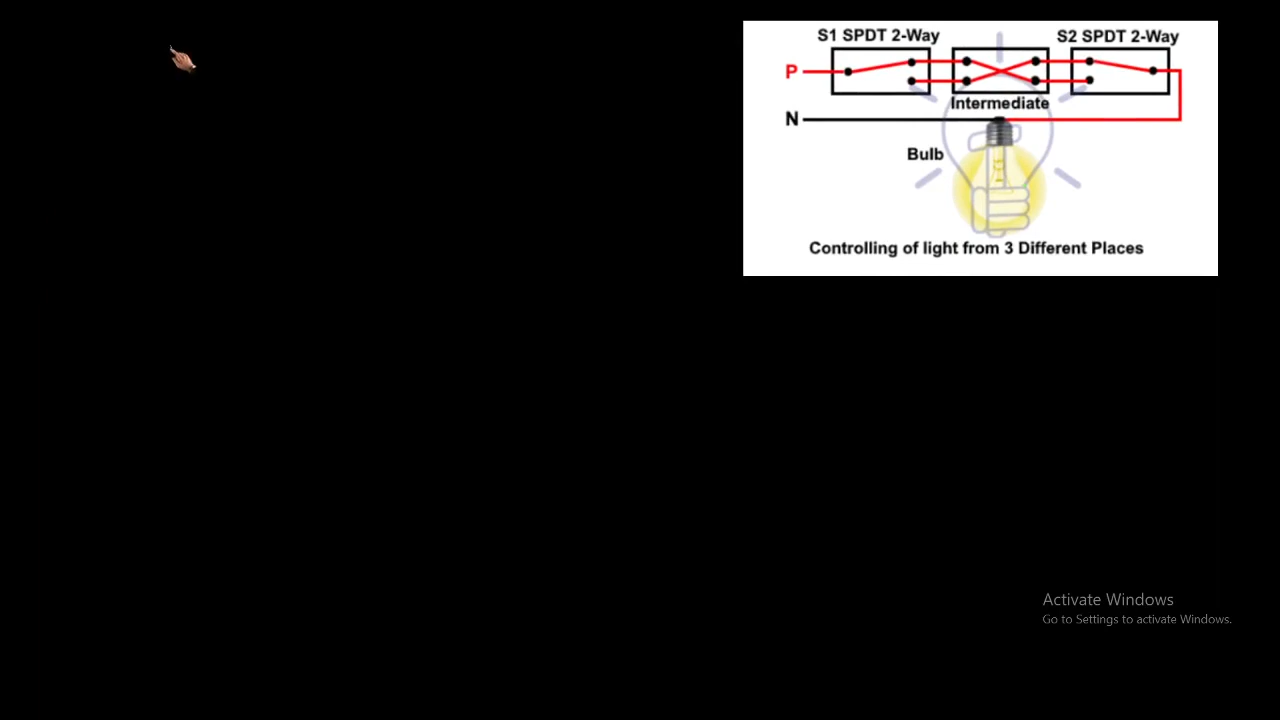 S1 SPDT 2-Way
S2 SPDT 2-Way
P
Intermediate
N
Bulb
Controlling of light from 3 Different Places
Activate Windows
Go to Settings to activate Windows.